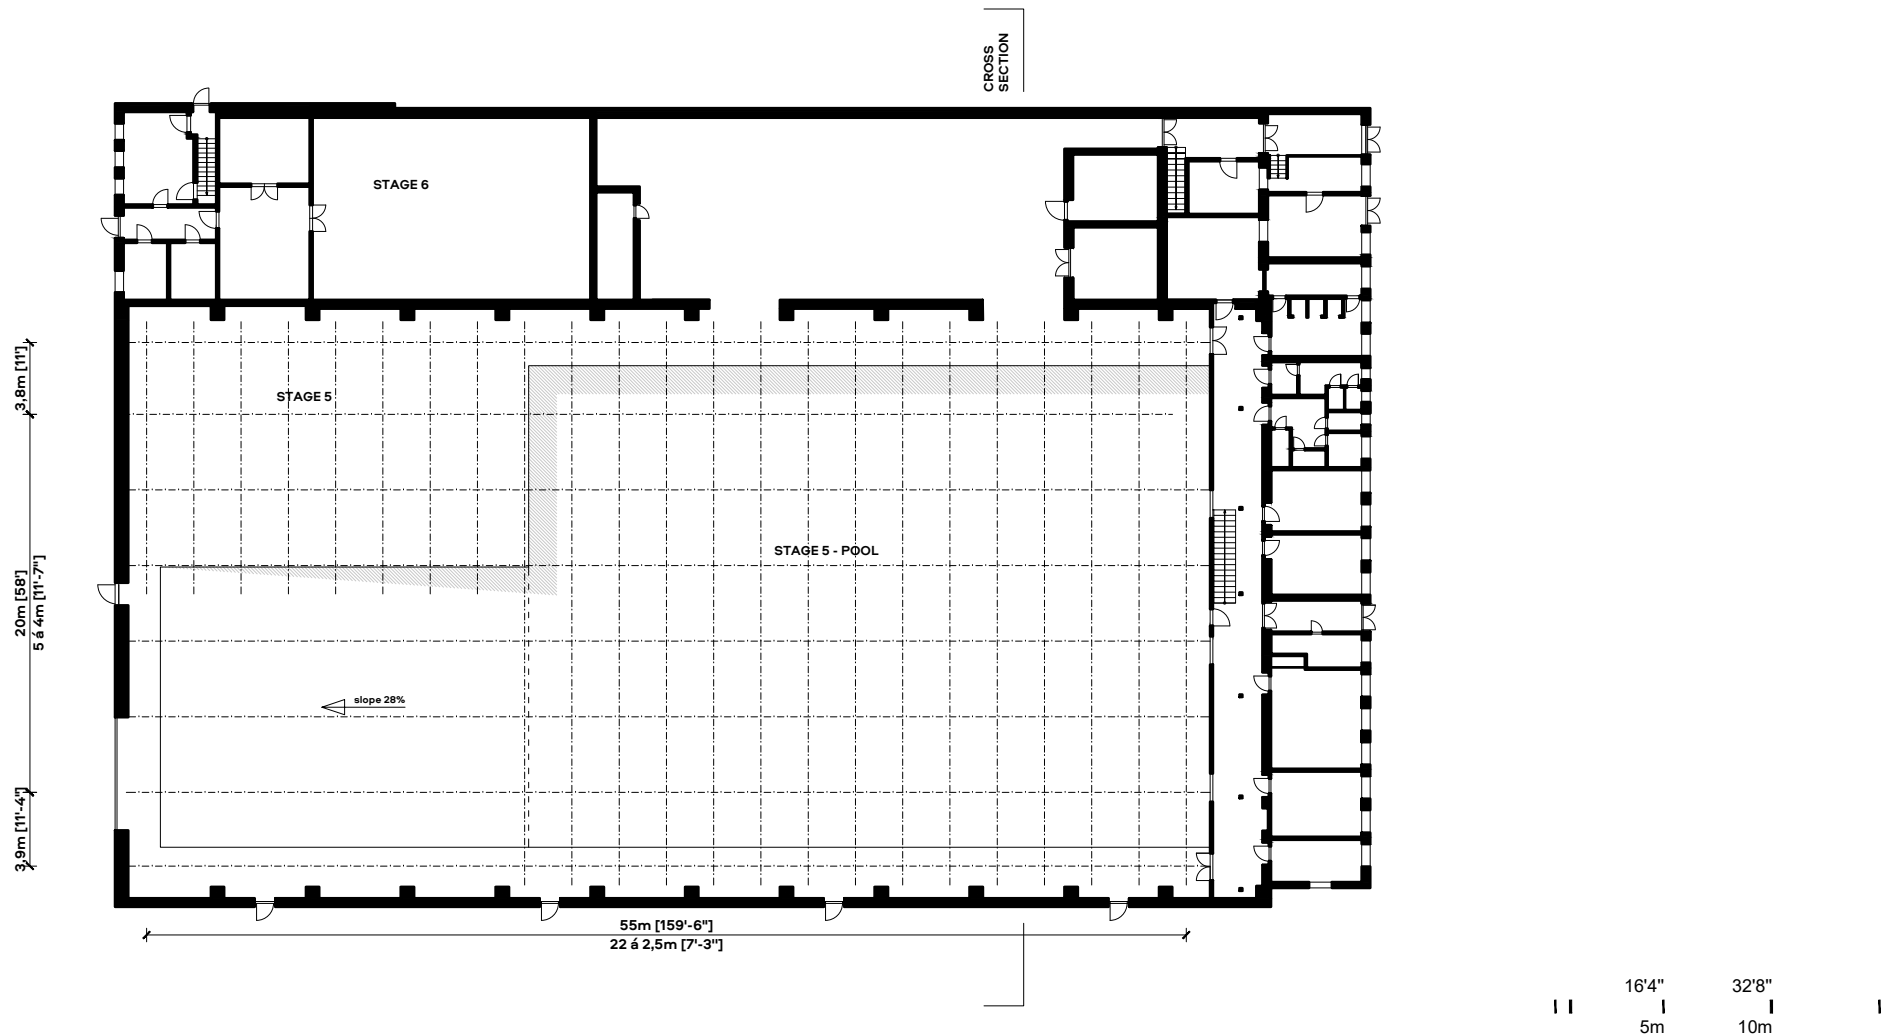 CROSS
SECTION
STAGE 6
STAGE 5
3,8m [11']
STAGE 5 - POOL
20m [58']
5 á 4m [11'-7"]
slope 28%
3,9m [11'-4"]
55m [159'-6"]
22 á 2,5m [7'-3"]
16'4" 32'8"
5m 10m